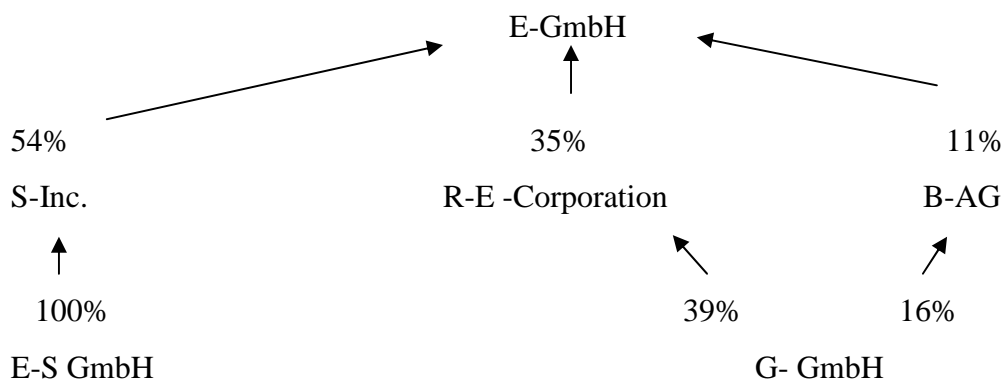 E-GmbH
54% 35% 11%
S-Inc. R-E -Corporation B-AG
100% 39% 16%
E-S GmbH G- GmbH